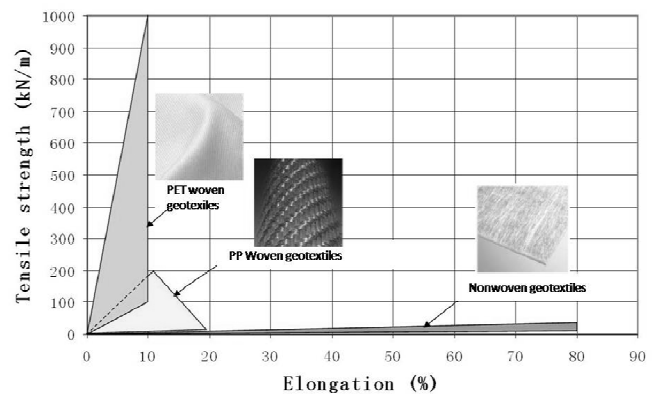 1000
900
800
700
600
500
400
300
200
100
0
Tensile strength (kN/m)
PET woven
geotexiles
PP Woven geotextiles
Nonwoven geotextiles
0 10 20 30 40 50 60 70 80 90
Elongation (%)